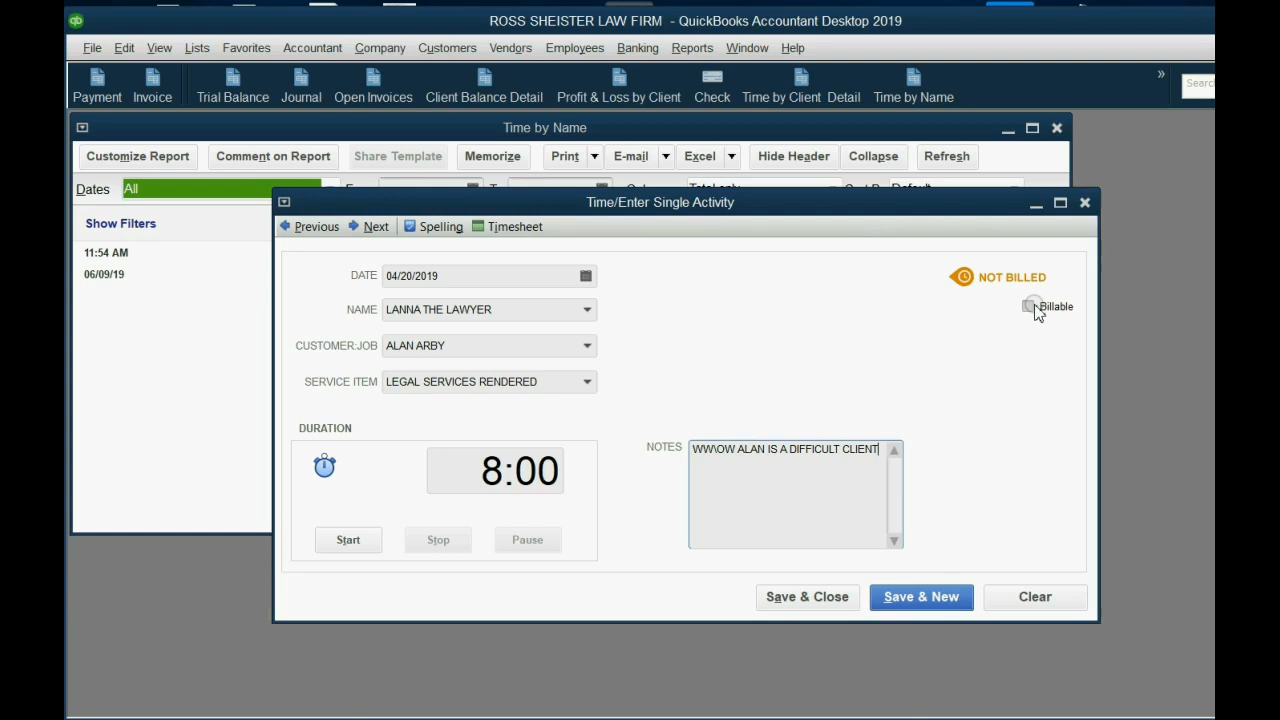 qb ROSS SHEISTER LAW FIRM - QuickBooks Accountant Desktop 2019
File Edit View Lists Favorites Accountant Company Customers Vendors Employees Banking Reports Window Help
Payment Invoice Trial Balance Journal Open Invoices Client Balance Detail Profit & Loss by Client Check Time by Client Detail Time by Name » Searc
Time by Name
Customize Report Comment on Report Share Template Memorize Print E-mail Excel Hide Header Collapse Refresh
Dates All
Time/Enter Single Activity
Show Filters
Previous Next Spelling Timesheet
11:54 AM
06/09/19
DATE 04/20/2019
NOT BILLED
Billable
NAME LANNA THE LAWYER
CUSTOMER:JOB ALAN ARBY
SERVICE ITEM LEGAL SERVICES RENDERED
DURATION
8:00
NOTES WW\OW ALAN IS A DIFFICULT CLIENT
Start Stop Pause
Save & Close Save & New Clear